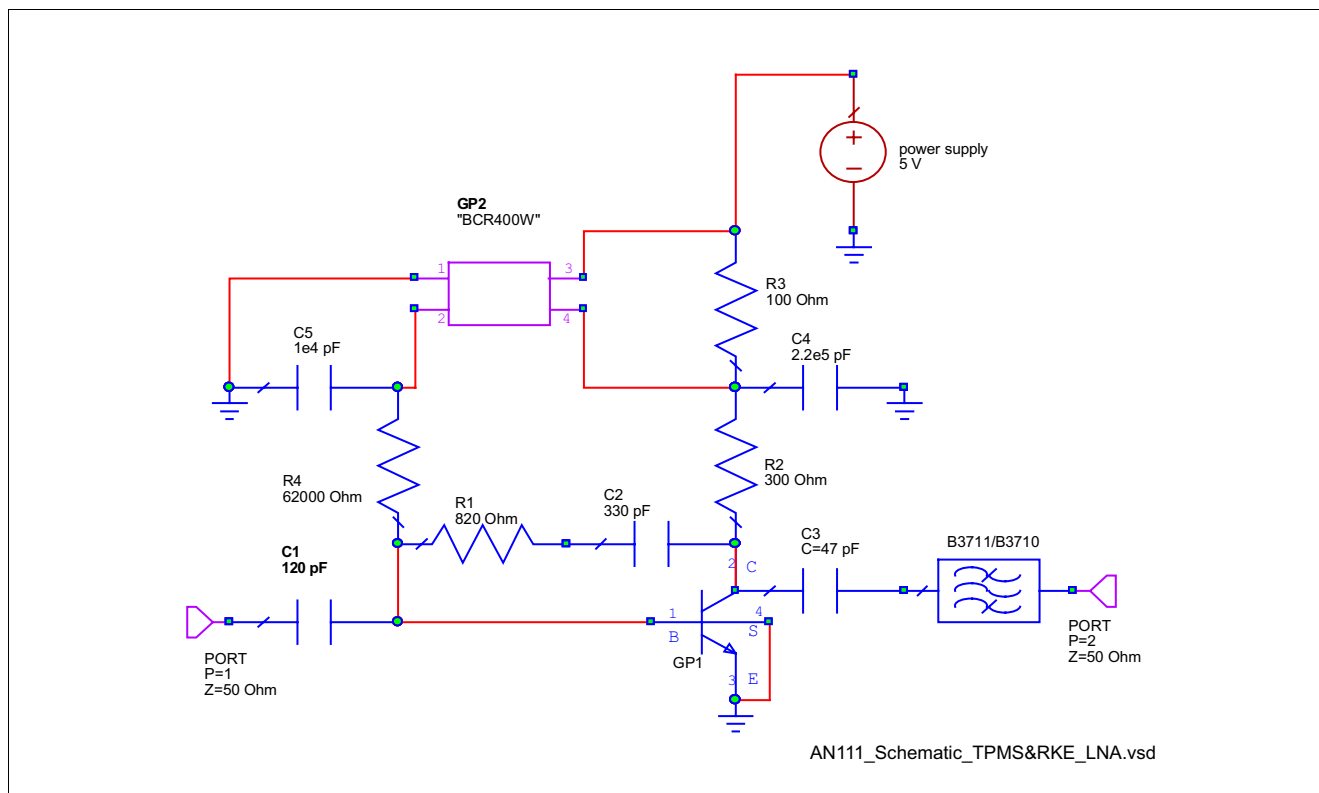 power supply
5 V
GP2
"BCR400W"
1
3
2
4
R3
100 Ohm
C5
1e4 pF
C4
2.2e5 pF
R4
62000 Ohm
R1
820 Ohm
C2
330 pF
R2
300 Ohm
C1
120 pF
C3
C=47 pF
B3711/B3710
2
C
1
B
4
S
GP1
3
E
PORT
P=1
Z=50 Ohm
PORT
P=2
Z=50 Ohm
AN111_Schematic_TPMS&RKE_LNA.vsd